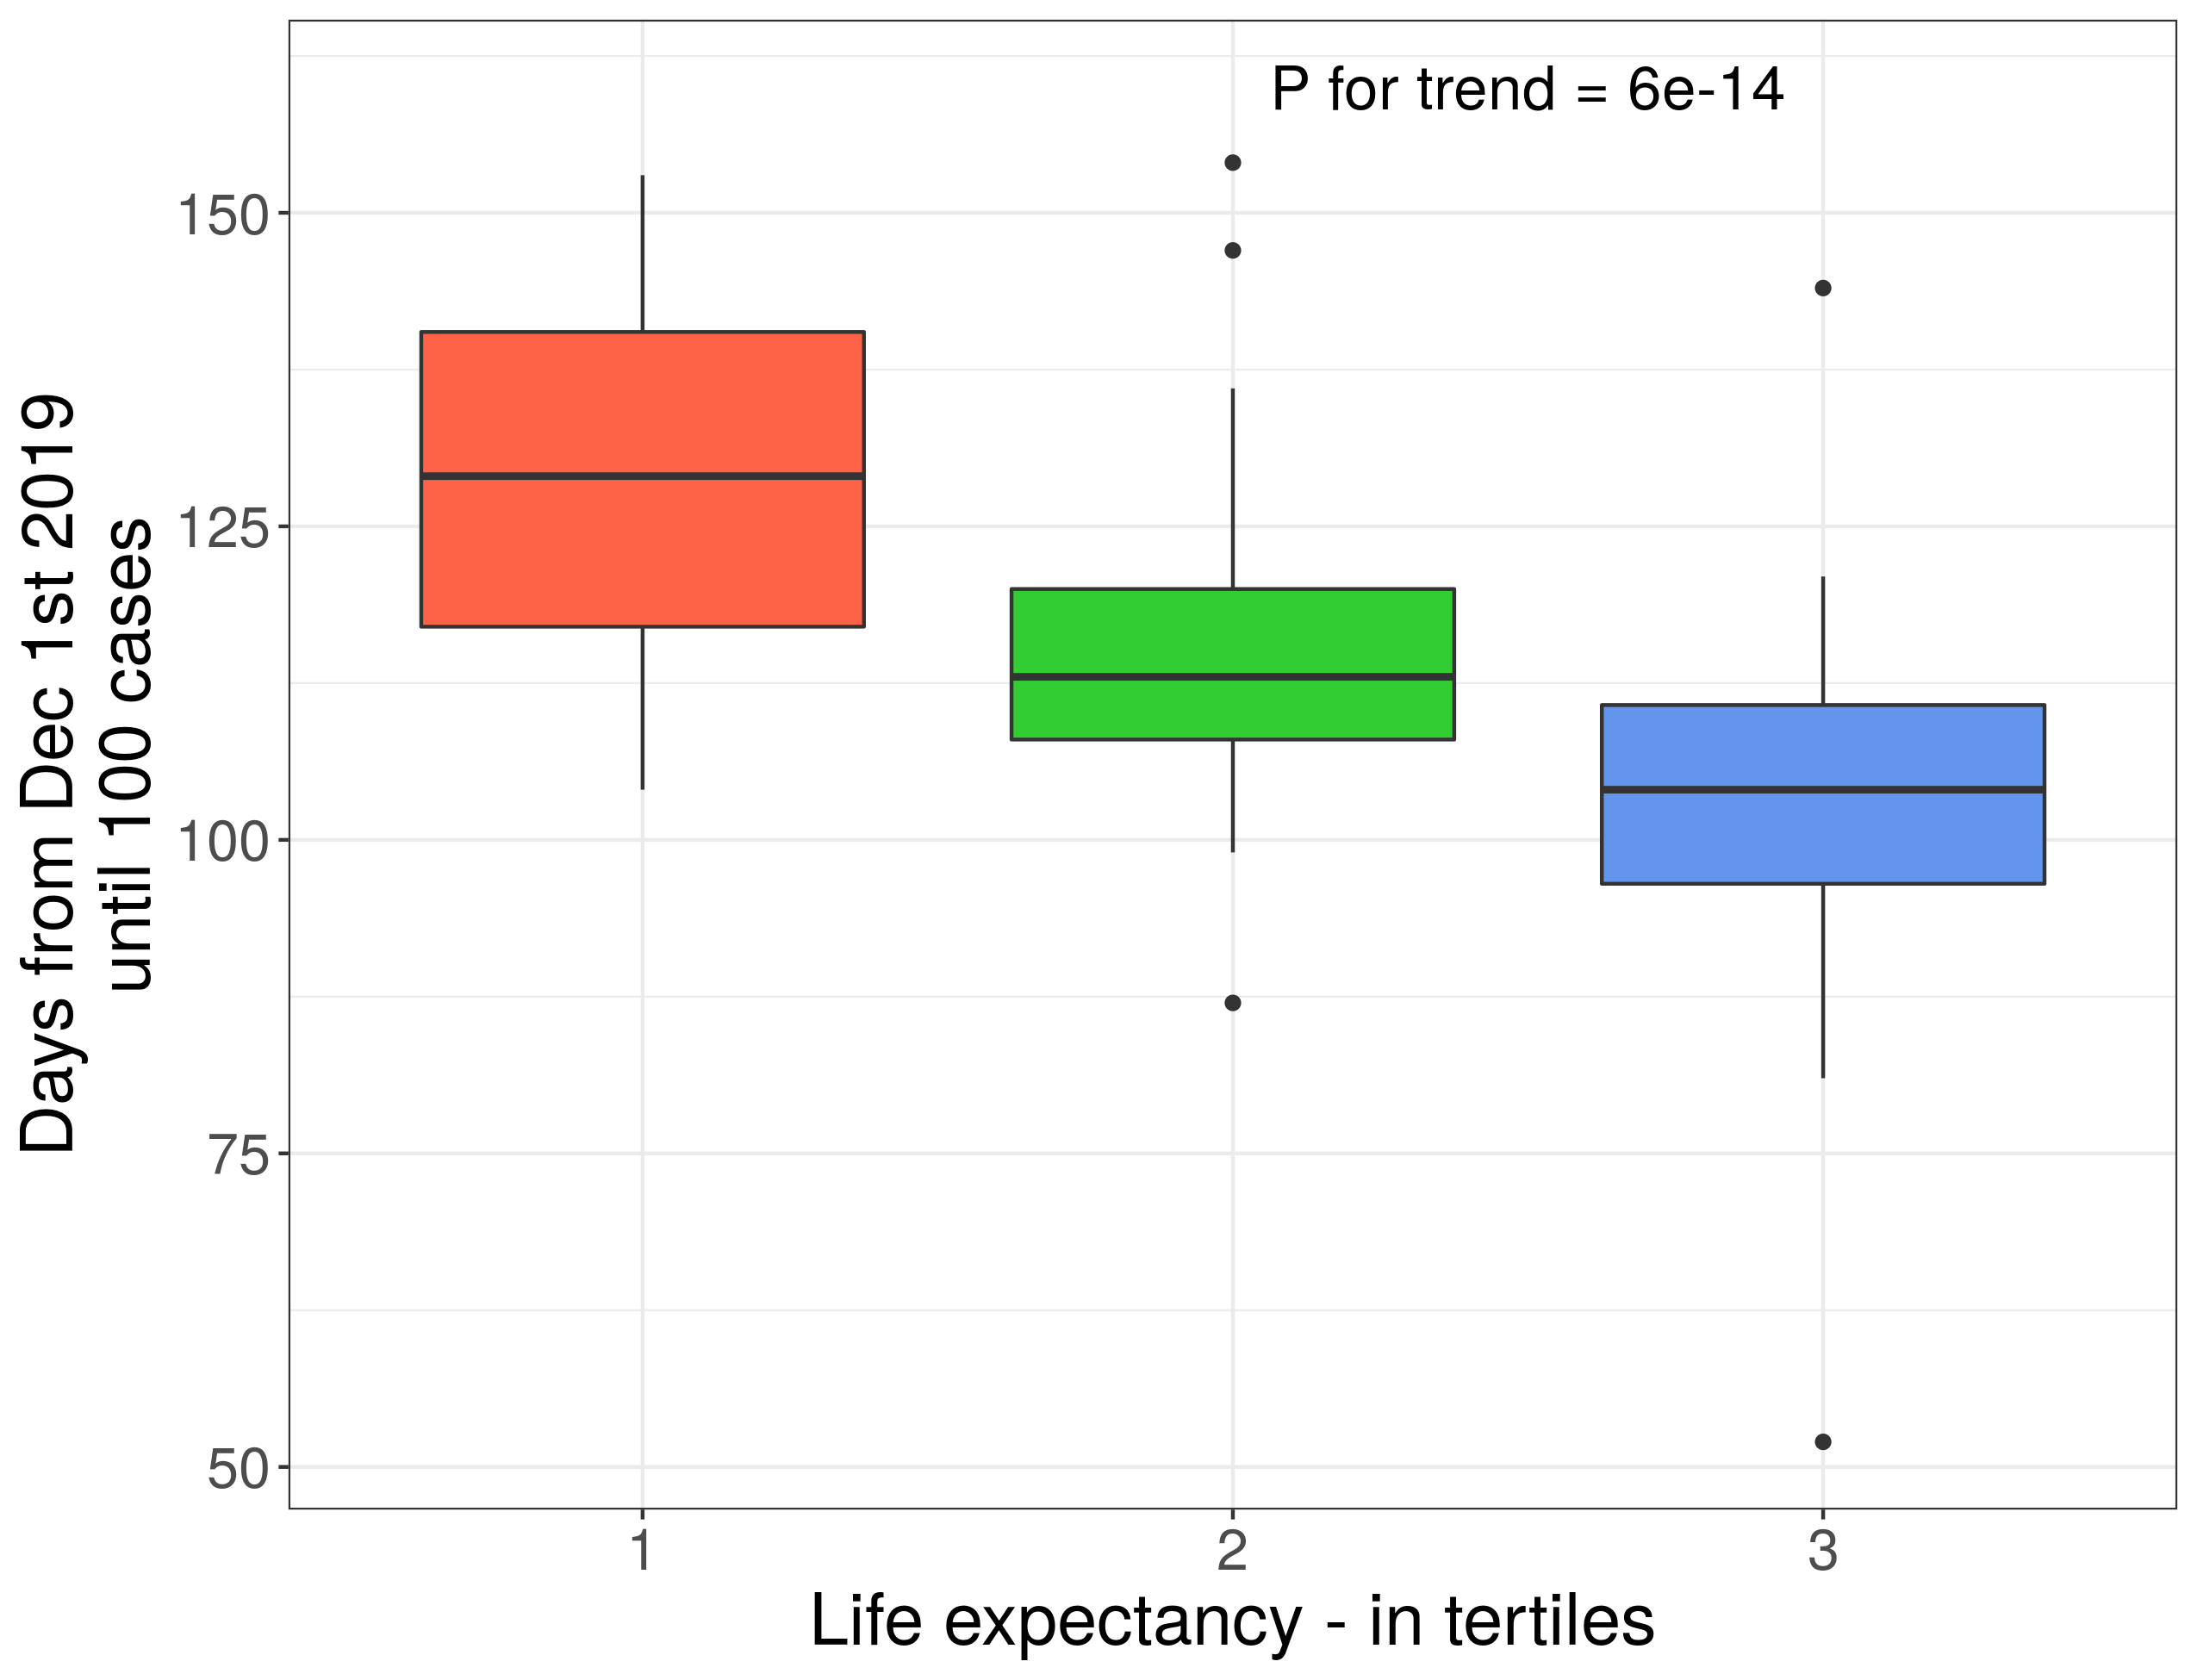 P for trend = 6e-14
Days from Dec 1st 2019
until 100 cases
150
125
100
75
50
1
2
3
Life expectancy - in tertiles